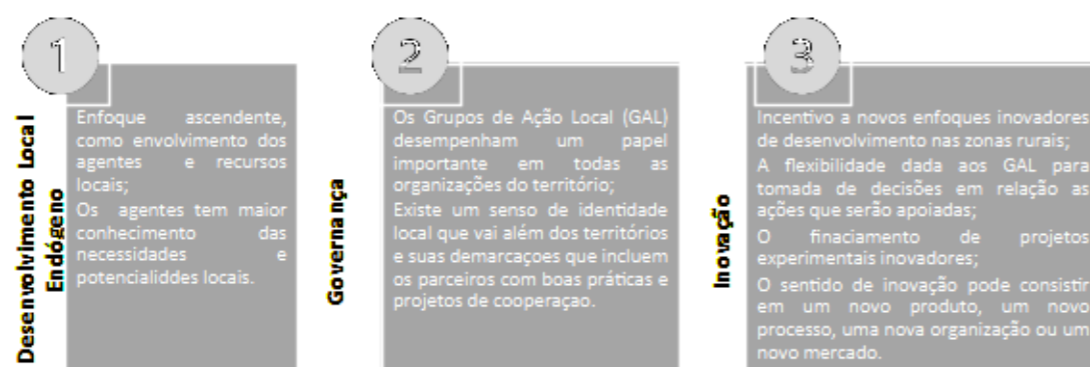 1
Desenvolvimento Local
Endógeno
Enfoque ascendente,
como envolvimento dos
agentes e recursos
locais;
Os agentes tem maior
conhecimento das
necessidades e
potencialiddes locais.
2
Governança
Os Grupos de Ação Local (GAL)
desempenham um papel
importante em todas as
organizações do território;
Existe um senso de identidade
local que vai além dos territórios
e suas demarcaçoes que incluem
os parceiros com boas práticas e
projetos de cooperaçao.
3
Inovação
Incentivo a novos enfoques inovadores
de desenvolvimento nas zonas rurais;
A flexibilidade dada aos GAL para
tomada de decisões em relação as
ações que serão apoiadas;
O finaciamento de projetos
experimentais inovadores;
O sentido de inovação pode consistir
em um novo produto, um novo
processo, uma nova organização ou um
novo mercado.